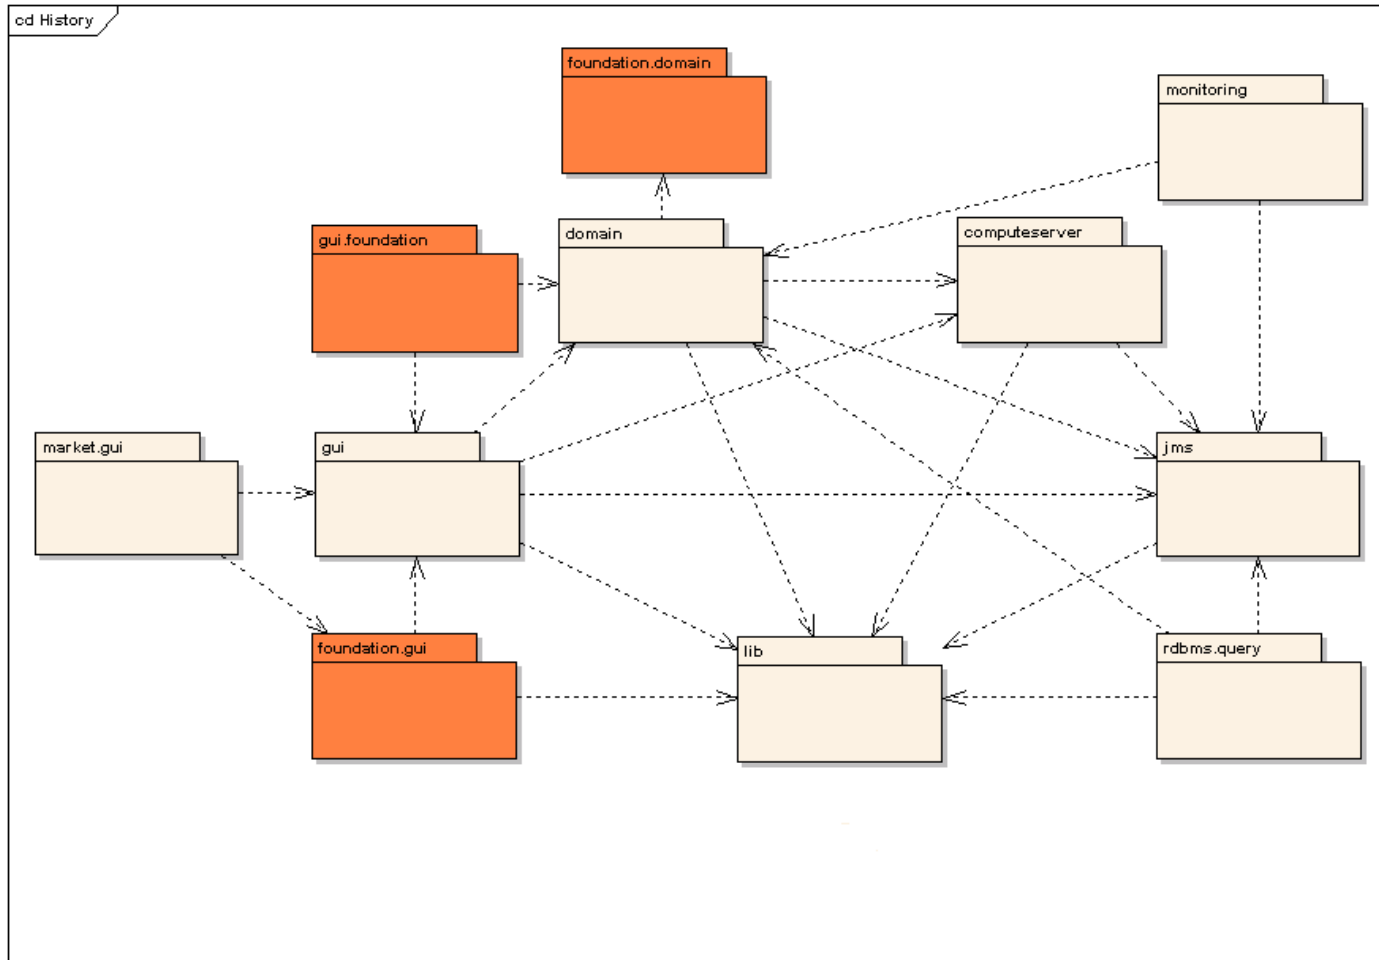 cd History
foundation.domain
monitoring
gui.foundation
domain
computeserver
market.gui
gui
jms
foundation.gui
lib
rdbms.query